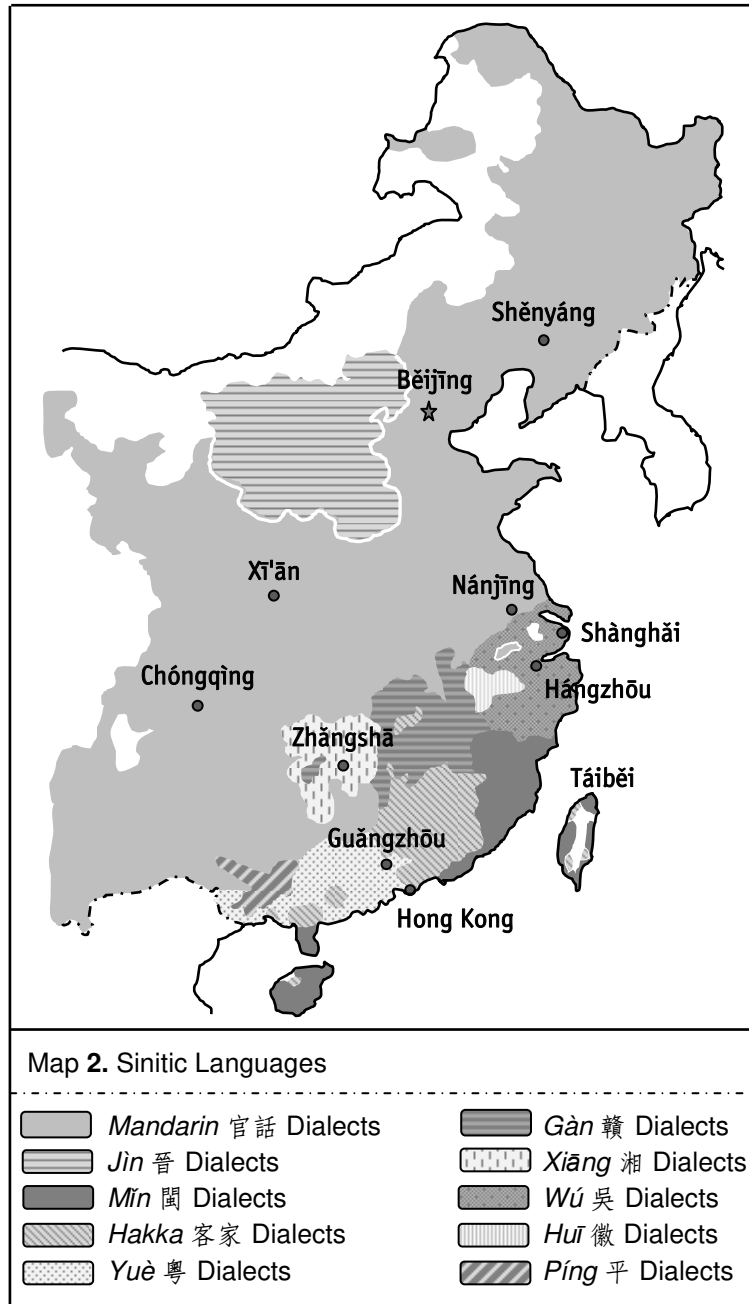 Shěnyáng
Běijīng
Xī'ān
Nánjīng
Shànghǎi
Chóngqìng
Hángzhōu
Zhǎngshā
Táiběi
Guǎngzhōu
Hong Kong
Map 2. Sinitic Languages
Mandarin 官話 Dialects
Jìn 晉 Dialects
Mǐn 閩 Dialects
Hakka 客家 Dialects
Yuè 粵 Dialects
Gàn 贛 Dialects
Xiāng 湘 Dialects
Wú 吳 Dialects
Huī 徽 Dialects
Píng 平 Dialects